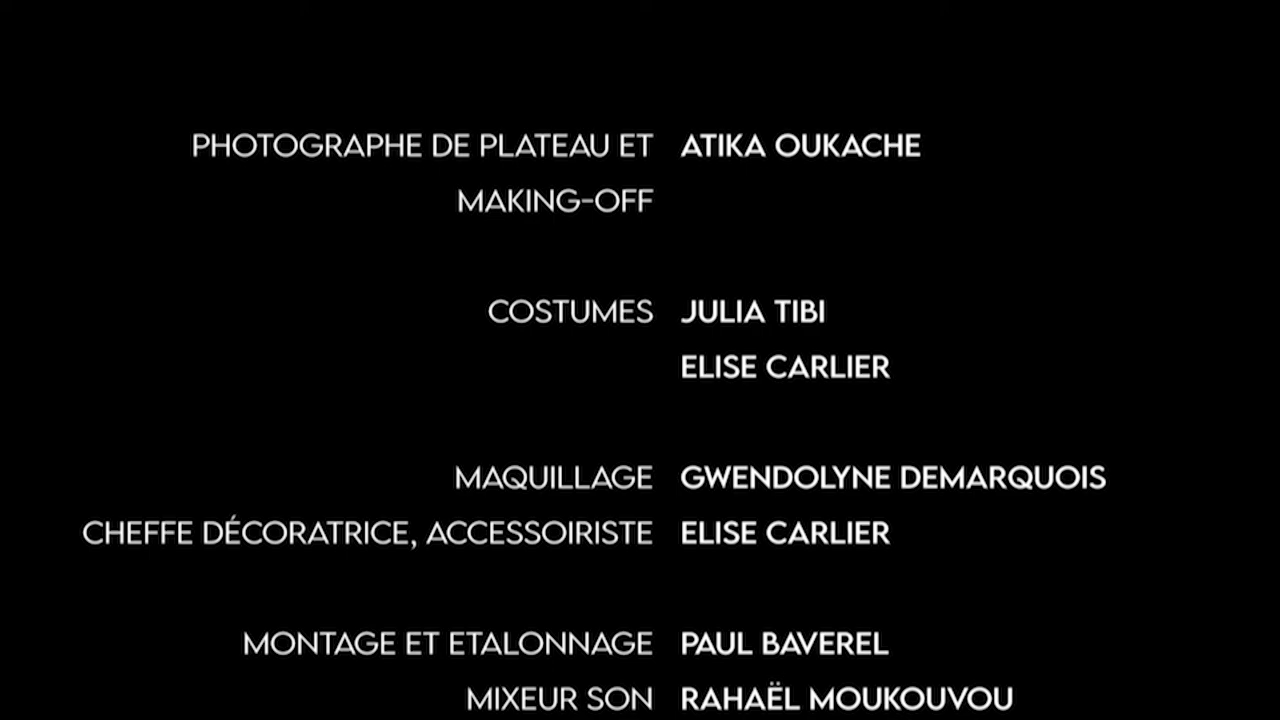 PHOTOGRAPHE DE PLATEAU ET ATIKA OUKACHE
MAKING-OFF
COSTUMES JULIA TIBI
ELISE CARLIER
MAQUILLAGE GWENDOLYNE DEMARQUOIS
CHEFFE DÉCORATRICE, ACCESSOIRISTE ELISE CARLIER
MONTAGE ET ETALONNAGE PAUL BAVEREL
MIXEUR SON RAHAËL MOUKOUVOU